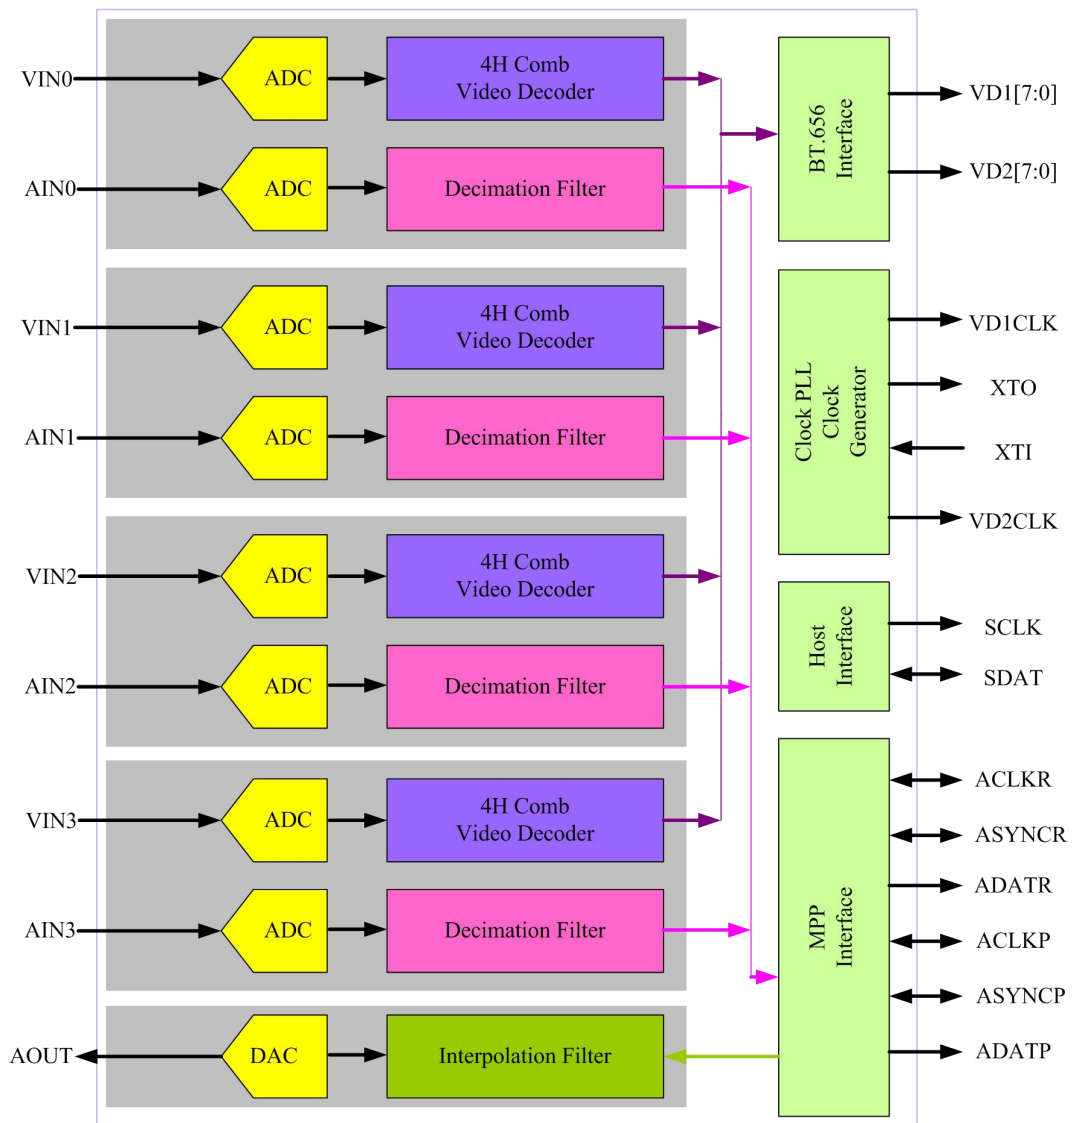 VIN0
ADC
4H Comb
Video Decoder
AIN0
ADC
Decimation Filter
VIN1
ADC
4H Comb
Video Decoder
AIN1
ADC
Decimation Filter
VIN2
ADC
4H Comb
Video Decoder
AIN2
ADC
Decimation Filter
VIN3
ADC
4H Comb
Video Decoder
AIN3
ADC
Decimation Filter
AOUT
DAC
Interpolation Filter
BT.656
Interface
VD1[7:0]
VD2[7:0]
Clock PLL
Clock
Generator
VD1CLK
XTO
XTI
VD2CLK
Host
Interface
SCLK
SDAT
MPP
Interface
ACLKR
ASYNCR
ADATR
ACLKP
ASYNCP
ADATP